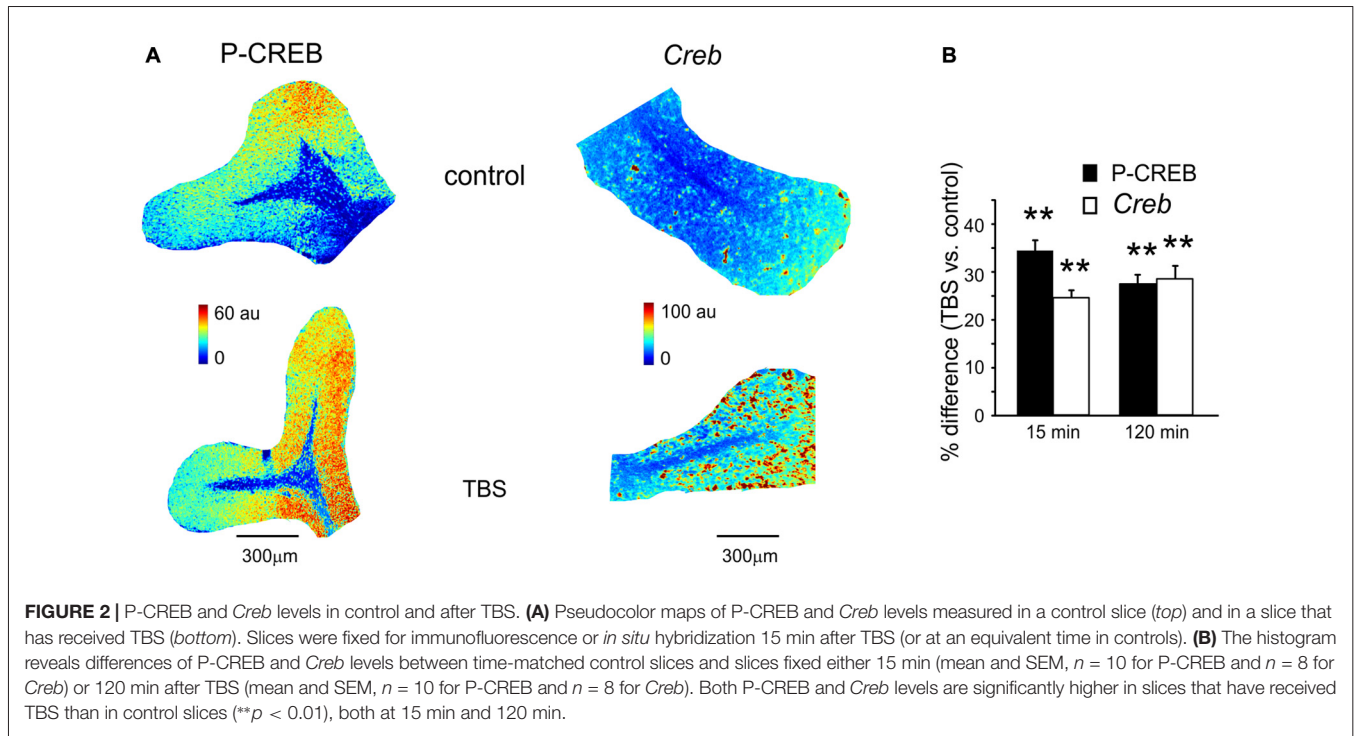 A P-CREB Creb B
control
60 au
0
100 au
0
TBS
300μm
300μm
P-CREB
Creb
% difference (TBS vs. control)
40
30
20
10
0
** ** ** **
15 min 120 min
FIGURE 2 | P-CREB and Creb levels in control and after TBS. (A) Pseudocolor maps of P-CREB and Creb levels measured in a control slice (top) and in a slice that
has received TBS (bottom). Slices were fixed for immunofluorescence or in situ hybridization 15 min after TBS (or at an equivalent time in controls). (B) The histogram
reveals differences of P-CREB and Creb levels between time-matched control slices and slices fixed either 15 min (mean and SEM, n = 10 for P-CREB and n = 8 for
Creb) or 120 min after TBS (mean and SEM, n = 10 for P-CREB and n = 8 for Creb). Both P-CREB and Creb levels are significantly higher in slices that have received
TBS than in control slices (**p < 0.01), both at 15 min and 120 min.